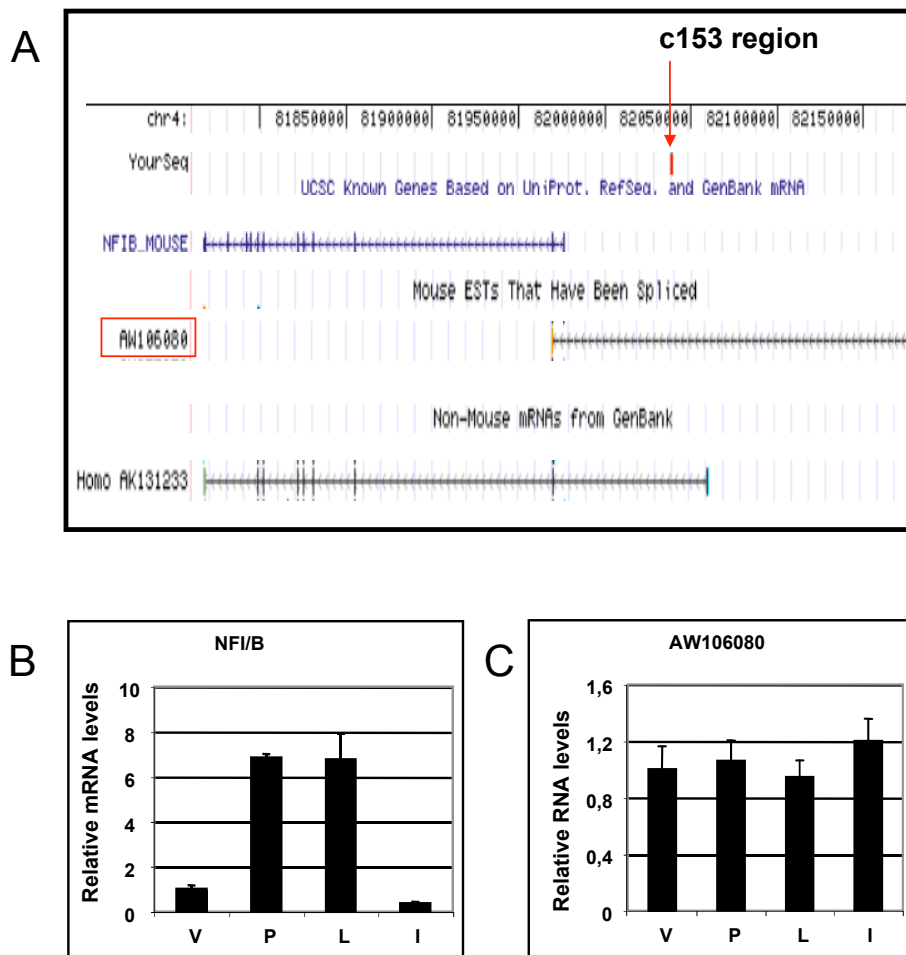 A
c153 region
chr4: 81850000 81900000 81950000 82000000 82050000 82100000 82150000
YourSeq
UCSC Known Genes Based on UniProt, RefSeq, and GenBank mRNA
NFIB_MOUSE
Mouse ESTs That Have Been Spliced
AW106080
Non-Mouse mRNAs from GenBank
Homo AK131233
B
NFI/B
Relative mRNA levels
10
8
6
4
2
0
V P L I
C
AW106080
Relative RNA levels
1,6
1,2
0,8
0,4
0
V P L I